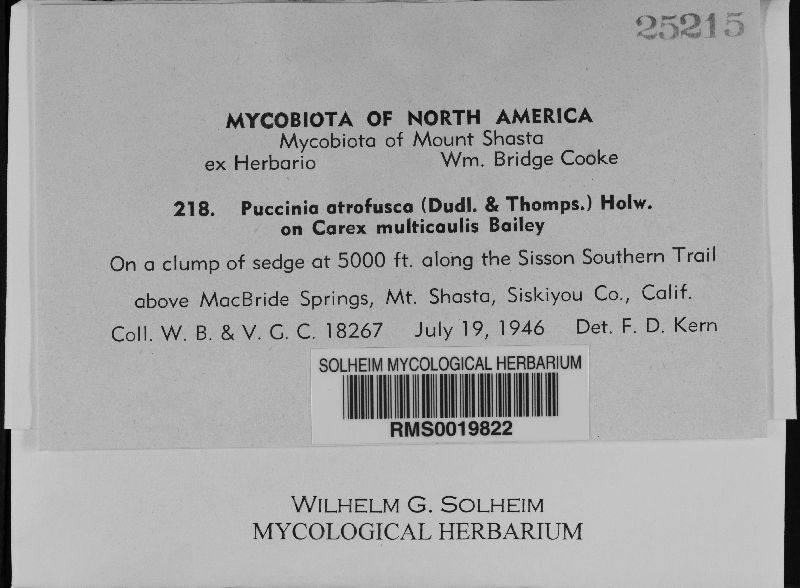 25215
MYCOBIOTA OF NORTH AMERICA
Mycobiota of Mount Shasta
ex Herbario Wm. Bridge Cooke
218. Puccinia atrofusca (Dudl. & Thomps.) Holw.
on Carex multicaulis Bailey
On a clump of sedge at 5000 ft. along the Sisson Southern Trail
above MacBride Springs, Mt. Shasta, Siskiyou Co., Calif.
Coll. W. B. & V. G. C. 18267 July 19, 1946 Det. F. D. Kern
SOLHEIM MYCOLOGICAL HERBARIUM
RMS0019822
WILHELM G. SOLHEIM
MYCOLOGICAL HERBARIUM